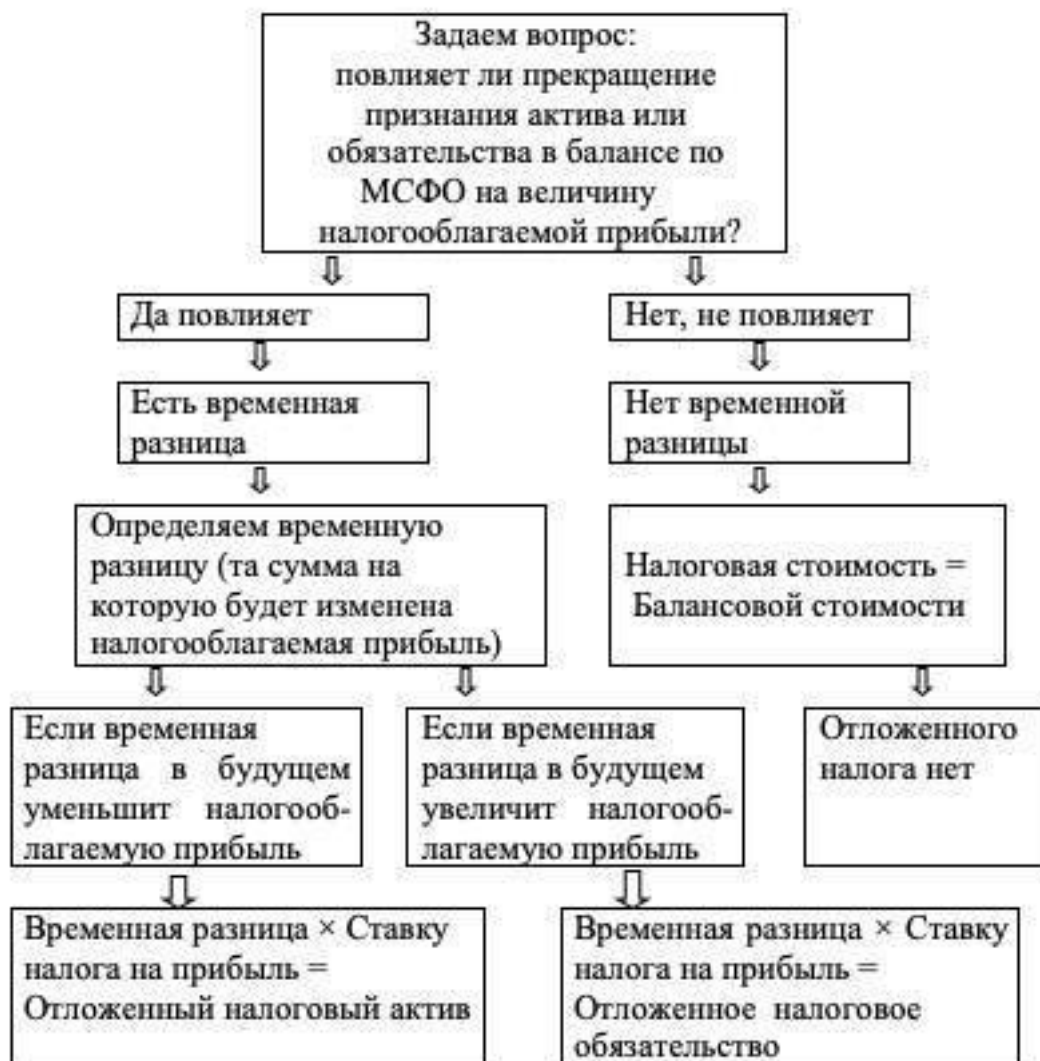 Задаем вопрос:
повлияет ли прекращение
признания актива или
обязательства в балансе по
МСФО на величину
налогооблагаемой прибыли?
Да повлияет
Нет, не повлияет
Есть временная
разница
Нет временной
разницы
Определяем временную
разницу (та сумма на
которую будет изменена
налогооблагаемая прибыль)
Налоговая стоимость =
Балансовой стоимости
Если временная
разница в будущем
уменьшит налогооб-
лагаемую прибыль
Если временная
разница в будущем
увеличит налогооб-
лагаемую прибыль
Отложенного
налога нет
Временная разница × Ставку
налога на прибыль =
Отложенный налоговый актив
Временная разница × Ставку
налога на прибыль =
Отложенное налоговое
обязательство